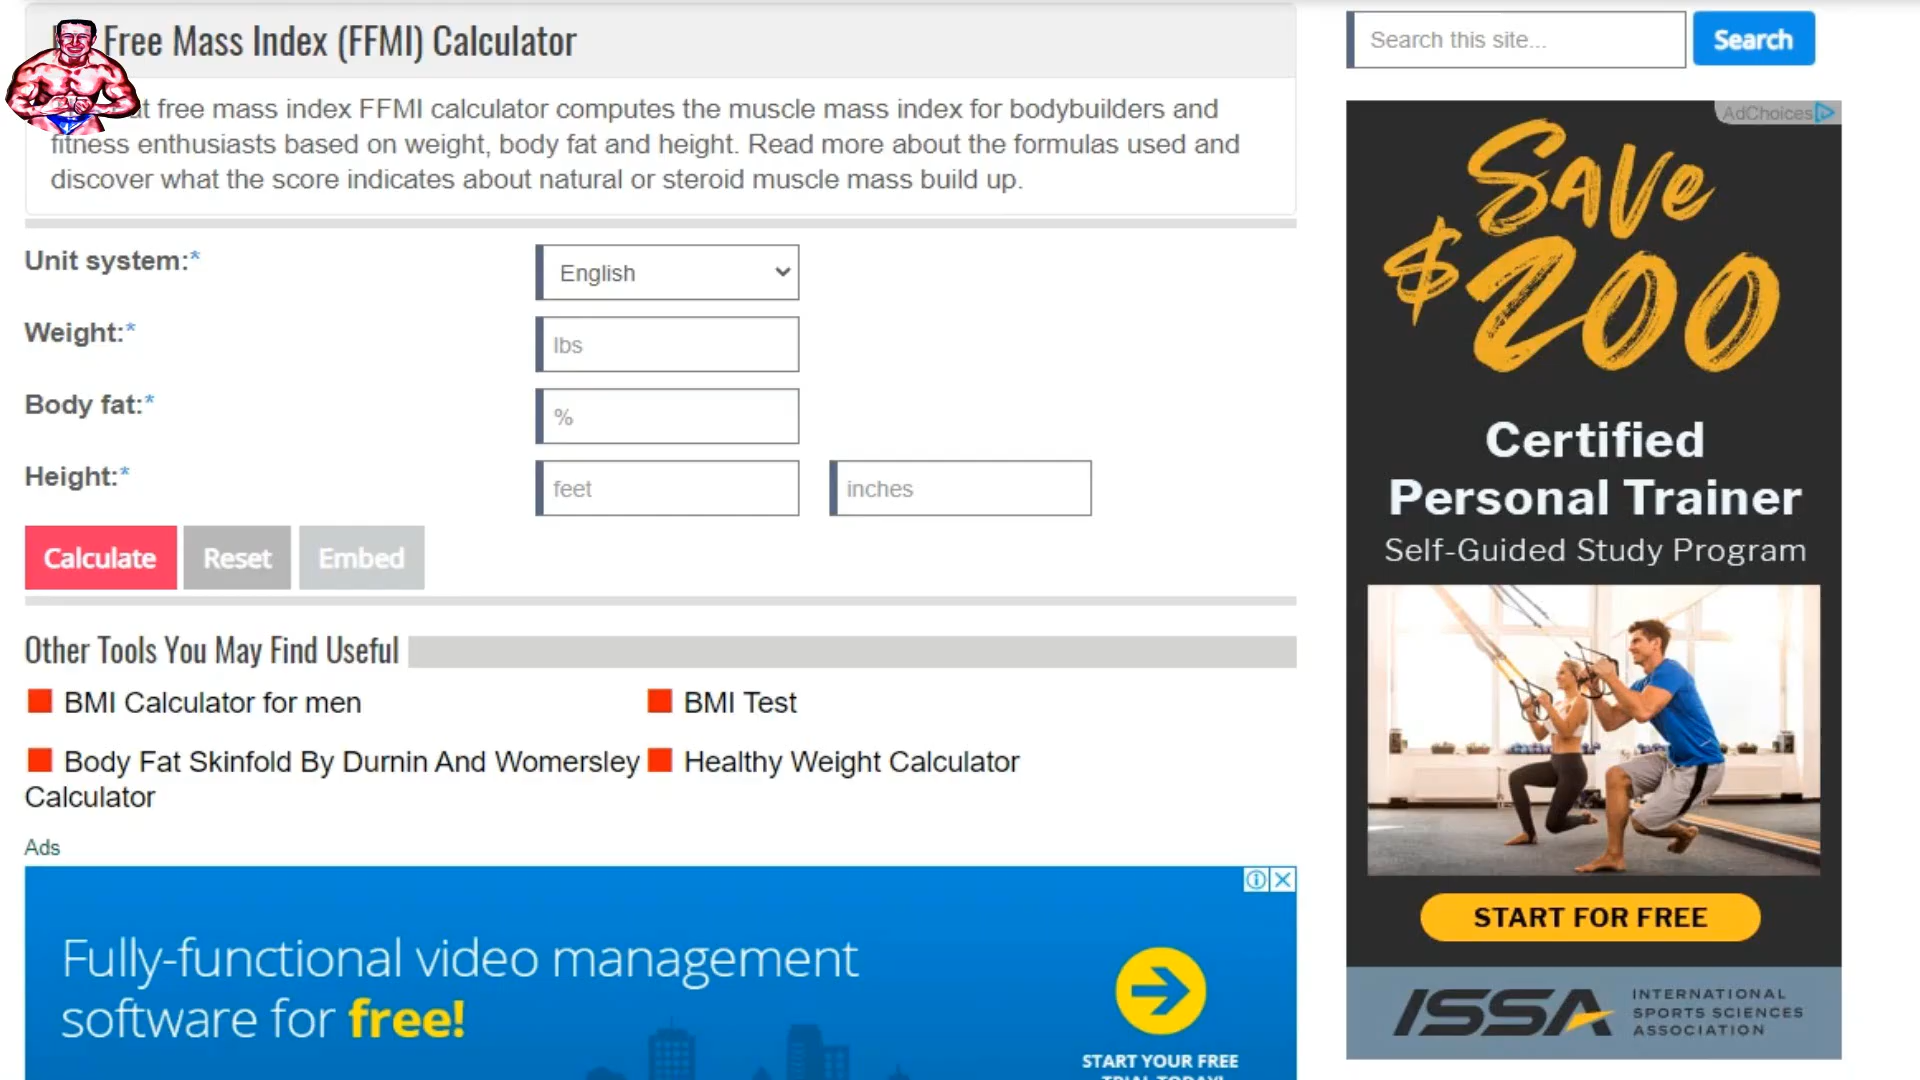 Free Mass Index (FFMI) Calculator
free mass index FFMI calculator computes the muscle mass index for bodybuilders and
fitness enthusiasts based on weight, body fat and height. Read more about the formulas used and
discover what the score indicates about natural or steroid muscle mass build up.
Unit system:*
English
Weight:*
lbs
Body fat:*
%
Height:*
feet
inches
Calculate
Reset
Embed
Other Tools You May Find Useful
BMI Calculator for men
BMI Test
Body Fat Skinfold By Durnin And Womersley
Calculator
Healthy Weight Calculator
Ads
Fully-functional video management
software for free!
START YOUR FREE
TRIAL TODAY!
Search this site...
Search
AdChoices
SAVe
$200
Certified
Personal Trainer
Self-Guided Study Program
START FOR FREE
ISSA
INTERNATIONAL
SPORTS SCIENCES
ASSOCIATION